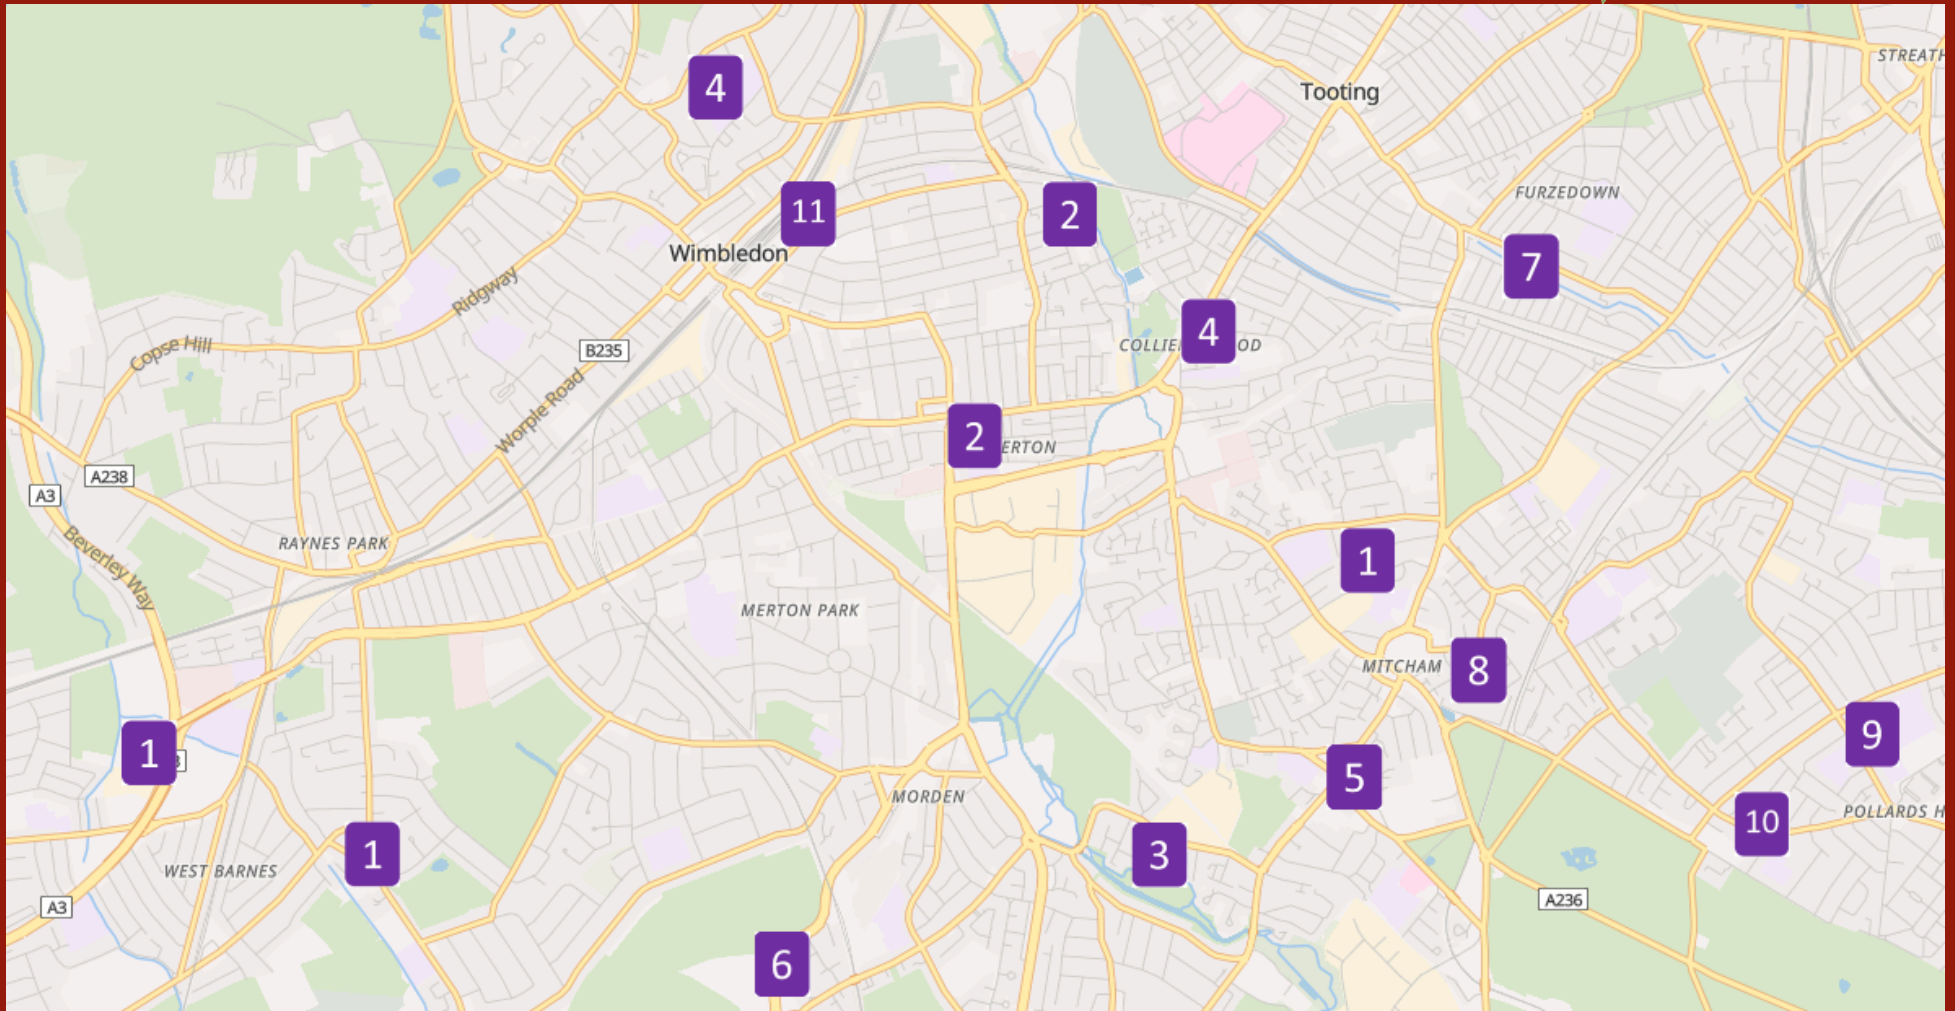 STREATH
4
Tooting
FURZEDOWN
11
2
Wimbledon
7
Ridgway
4
COLLIE
OD
Copse Hill
B235
Worple Road
2
ERTON
A238
A3
RAYNES PARK
1
Beverley Way
MERTON PARK
MITCHAM
8
9
1
3
5
MORDEN
POLLARDS H
10
1
3
WEST BARNES
A236
A3
6